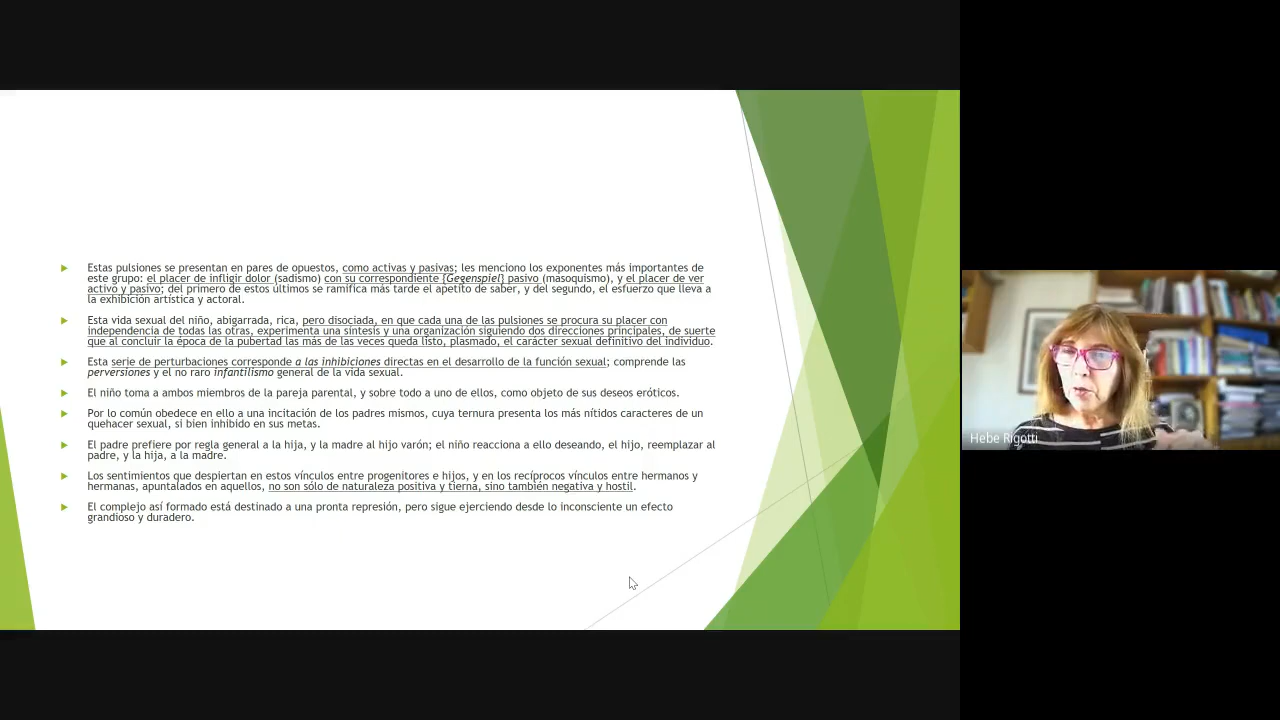 Estas pulsiones se presentan en pares de opuestos, como activas y pasivas; les menciono los exponentes más importantes de
este grupo: el placer de infligir dolor (sadismo) con su correspondiente {Gegenspiel} pasivo (masoquismo), y el placer de ver
activo y pasivo; del primero de estos últimos se ramifica más tarde el apetito de saber, y del segundo, el esfuerzo que lleva a
la exhibición artística y actoral.
Esta vida sexual del niño, abigarrada, rica, pero disociada, en que cada una de las pulsiones se procura su placer con
independencia de todas las otras, experimenta una síntesis y una organización siguiendo dos direcciones principales, de suerte
que al concluir la época de la pubertad las más de las veces queda listo, plasmado, el carácter sexual definitivo del individuo.
Esta serie de perturbaciones corresponde a las inhibiciones directas en el desarrollo de la función sexual; comprende las
perversiones y el no raro infantilismo general de la vida sexual.
El niño toma a ambos miembros de la pareja parental, y sobre todo a uno de ellos, como objeto de sus deseos eróticos.
Por lo común obedece en ello a una incitación de los padres mismos, cuya ternura presenta los más nítidos caracteres de un
quehacer sexual, si bien inhibido en sus metas.
El padre prefiere por regla general a la hija, y la madre al hijo varón; el niño reacciona a ello deseando, el hijo, reemplazar al
padre, y la hija, a la madre.
Los sentimientos que despiertan en estos vínculos entre progenitores e hijos, y en los recíprocos vínculos entre hermanos y
hermanas, apuntalados en aquellos, no son sólo de naturaleza positiva y tierna, sino también negativa y hostil.
El complejo así formado está destinado a una pronta represión, pero sigue ejerciendo desde lo inconsciente un efecto
grandioso y duradero.
Hebe Rigotti